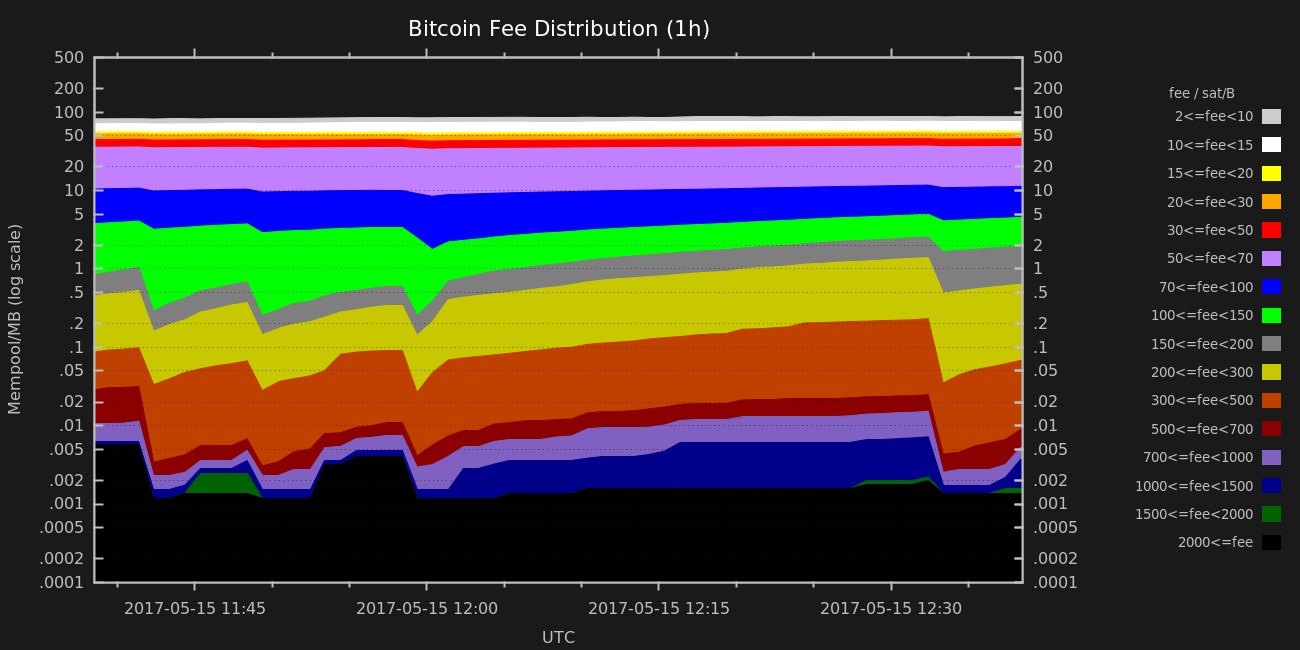 Bitcoin Fee Distribution (1h)
500 500
200 200
100 100
50 50
20 20
10 10
5 5
2 2
1 1
.5 .5
.2 .2
.1 .1
.05 .05
.02 .02
.01 .01
.005 .005
.002 .002
.001 .001
.0005 .0005
.0002 .0002
.0001 .0001
Mempool/MB (log scale)
2017-05-15 11:45 2017-05-15 12:00 2017-05-15 12:15 2017-05-15 12:30
UTC
fee / sat/B
2<=fee<10
10<=fee<15
15<=fee<20
20<=fee<30
30<=fee<50
50<=fee<70
70<=fee<100
100<=fee<150
150<=fee<200
200<=fee<300
300<=fee<500
500<=fee<700
700<=fee<1000
1000<=fee<1500
1500<=fee<2000
2000<=fee